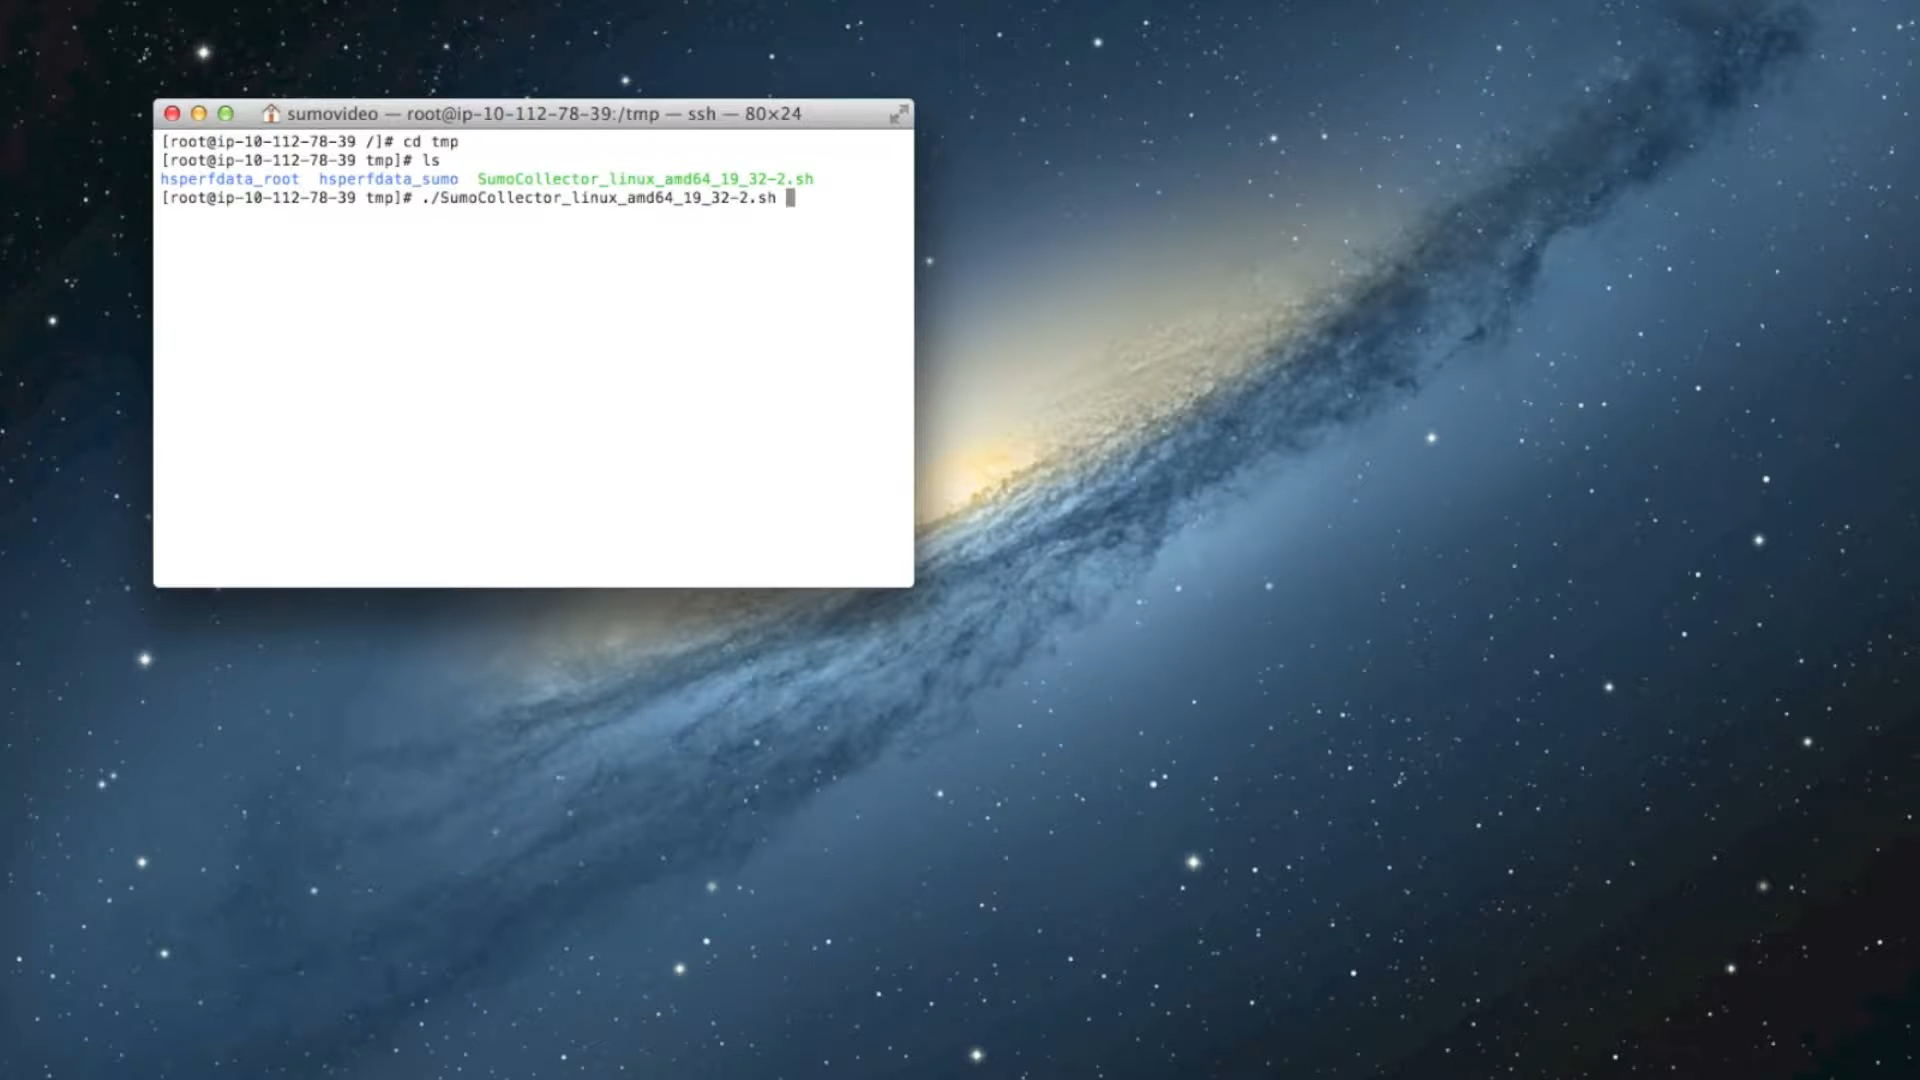 sumovideo — root@ip-10-112-78-39:/tmp — ssh — 80×24
[root@ip-10-112-78-39 /]# cd tmp
[root@ip-10-112-78-39 tmp]# ls
hsperfdata_root  hsperfdata_sumo  SumoCollector_linux_amd64_19_32-2.sh
[root@ip-10-112-78-39 tmp]# ./SumoCollector_linux_amd64_19_32-2.sh